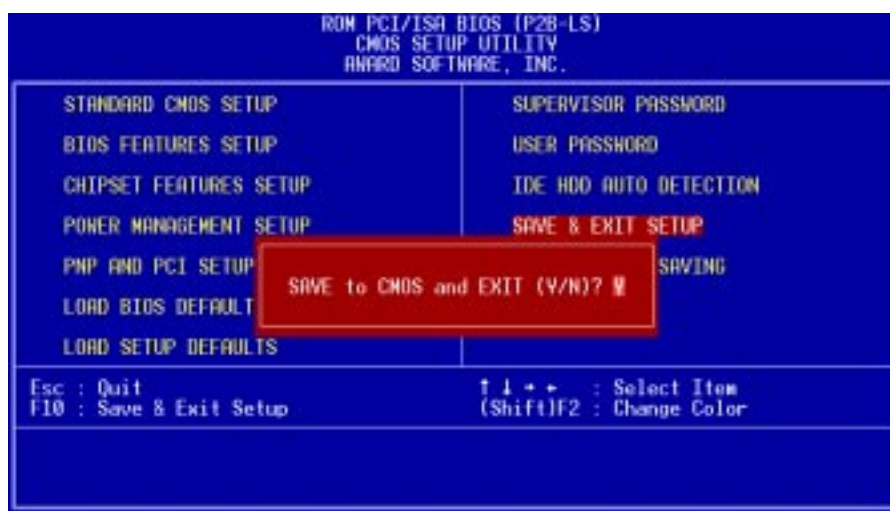 ROM PCI/ISA BIOS (P2B-LS)
CMOS SETUP UTILITY
AWARD SOFTWARE, INC.
STANDARD CMOS SETUP
BIOS FEATURES SETUP
CHIPSET FEATURES SETUP
POWER MANAGEMENT SETUP
PNP AND PCI SETUP
LOAD BIOS DEFAULT
LOAD SETUP DEFAULTS
SUPERVISOR PASSWORD
USER PASSWORD
IDE HDD AUTO DETECTION
SAVE & EXIT SETUP
SAVING
SAVE to CMOS and EXIT (Y/N)? Y
Esc : Quit
F10 : Save & Exit Setup
↑ ↓ → ← : Select Item
(Shift)F2 : Change Color